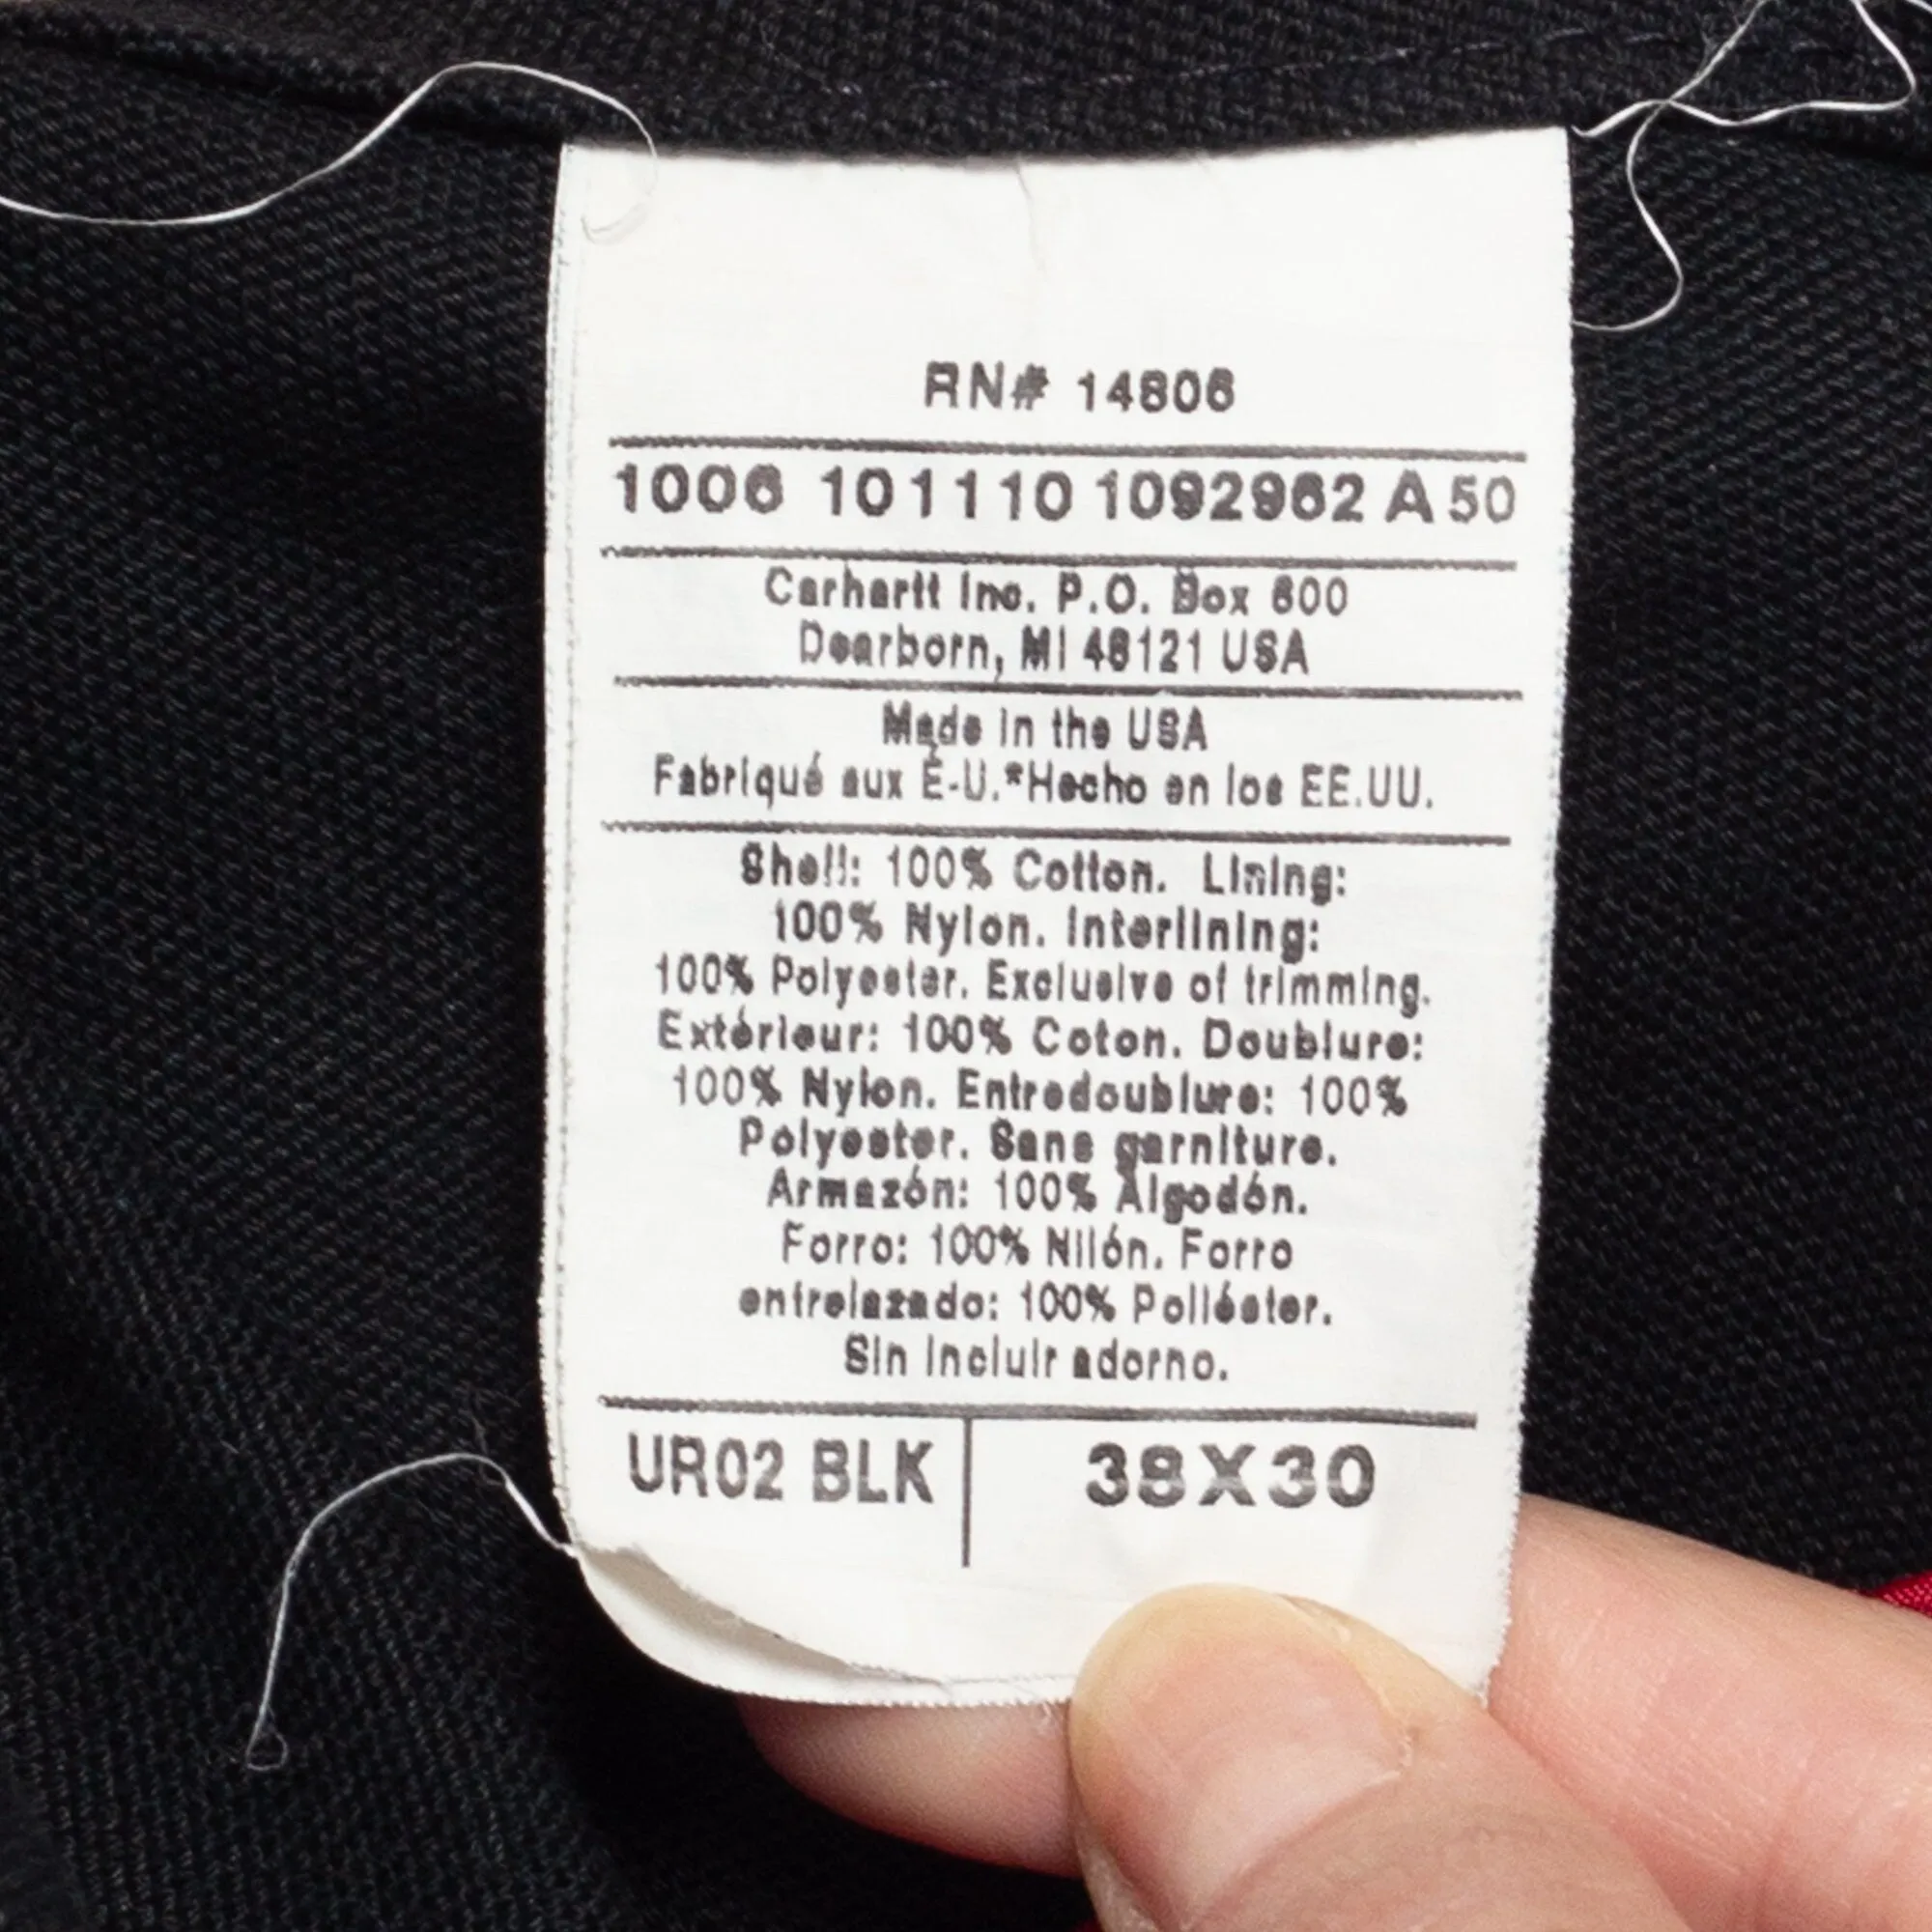 RN# 14806
1006 101110 1092962 A50
Carhartt Inc. P.O. Box 600
Dearborn, MI 48121 USA
Made in the USA
Fabriqué aux É-U.*Hecho en los EE.UU.
Shell: 100% Cotton. Lining:
100% Nylon. Interlining:
100% Polyester. Exclusive of trimming.
Extérieur: 100% Coton. Doublure:
100% Nylon. Entredoublure: 100%
Polyester. Sans garniture.
Armazón: 100% Algodón.
Forro: 100% Nilón. Forro
entrelazado: 100% Poliéster.
Sin incluir adorno.
UR02 BLK 38X30